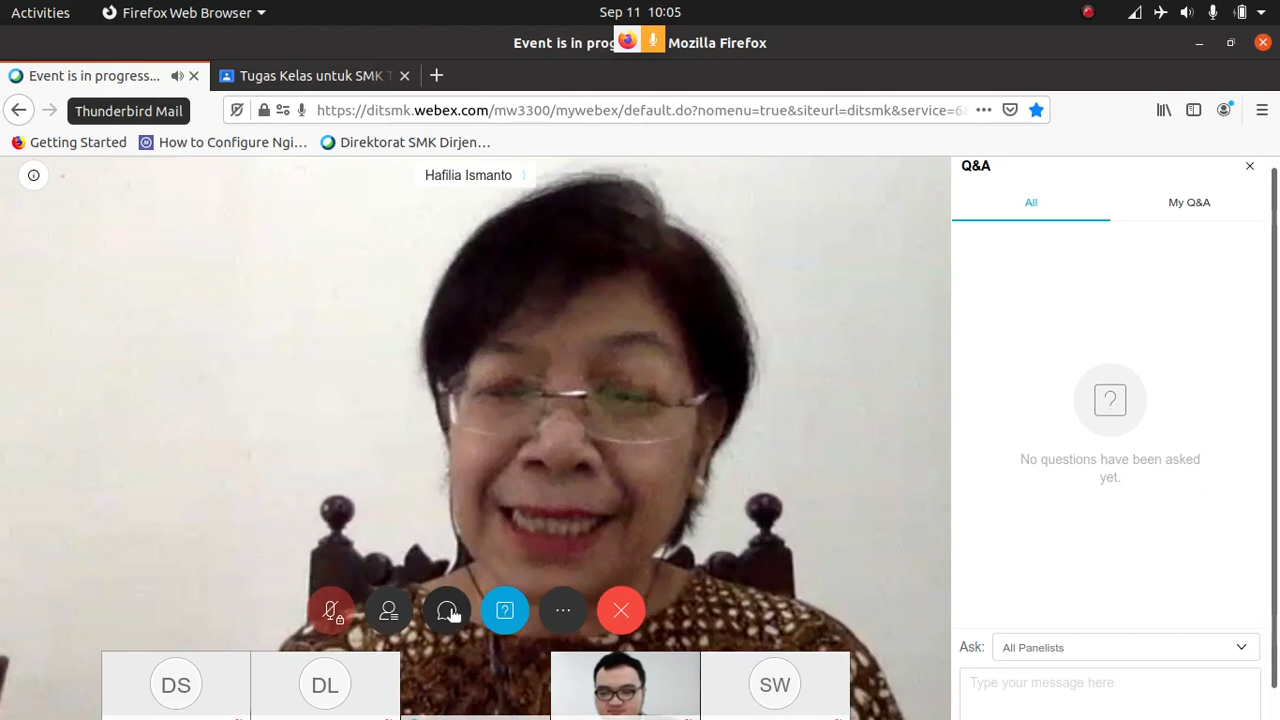 Activities
Firefox Web Browser
Sep 11 10:05
Event is in prog
Mozilla Firefox
Event is in progress...
Tugas Kelas untuk SMK T
Thunderbird Mail
https://ditsmk.webex.com/mw3300/mywebex/default.do?nomenu=true&siteurl=ditsmk&service=6
Getting Started
How to Configure Ngi...
Direktorat SMK Dirjen...
Hafilia Ismanto
Q&A
All
My Q&A
?
No questions have been asked
yet.
?
Ask:
All Panelists
Type your message here
DS
DL
SW